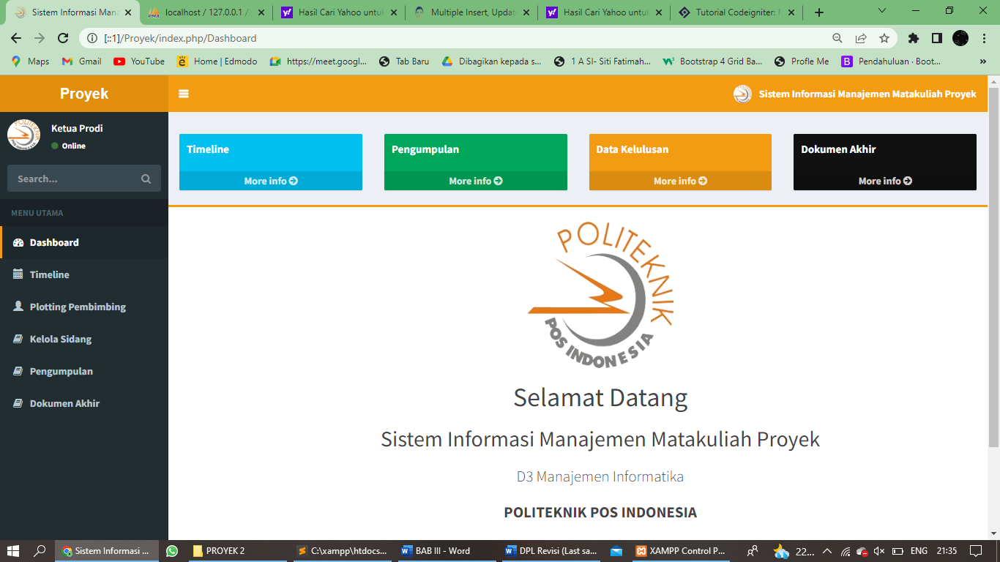 Sistem Informasi Mana
localhost / 127.0.0.1 /
Hasil Cari Yahoo untuk
Multiple Insert, Updat
Hasil Cari Yahoo untuk
Tutorial Codeigniter:
[::1]/Proyek/index.php/Dashboard
Maps
Gmail
YouTube
Home | Edmodo
https://meet.googl...
Tab Baru
Dibagikan kepada s...
1 A SI- Siti Fatimah...
Bootstrap 4 Grid Ba...
Profle Me
Pendahuluan · Boot...
Proyek
Sistem Informasi Manajemen Matakuliah Proyek
POLITEKNIK
POS INDONESIA
Ketua Prodi
Online
Search...
MENU UTAMA
Dashboard
Timeline
Plotting Pembimbing
Kelola Sidang
Pengumpulan
Dokumen Akhir
Timeline
More info
Pengumpulan
More info
Data Kelulusan
More info
Dokumen Akhir
More info
POLITEKNIK
POS INDONESIA
Selamat Datang
Sistem Informasi Manajemen Matakuliah Proyek
D3 Manajemen Informatika
POLITEKNIK POS INDONESIA
Sistem Informasi ...
PROYEK 2
C:\xampp\htdocs...
BAB III - Word
DPL Revisi (Last sa...
XAMPP Control P...
22...
ENG
21:35